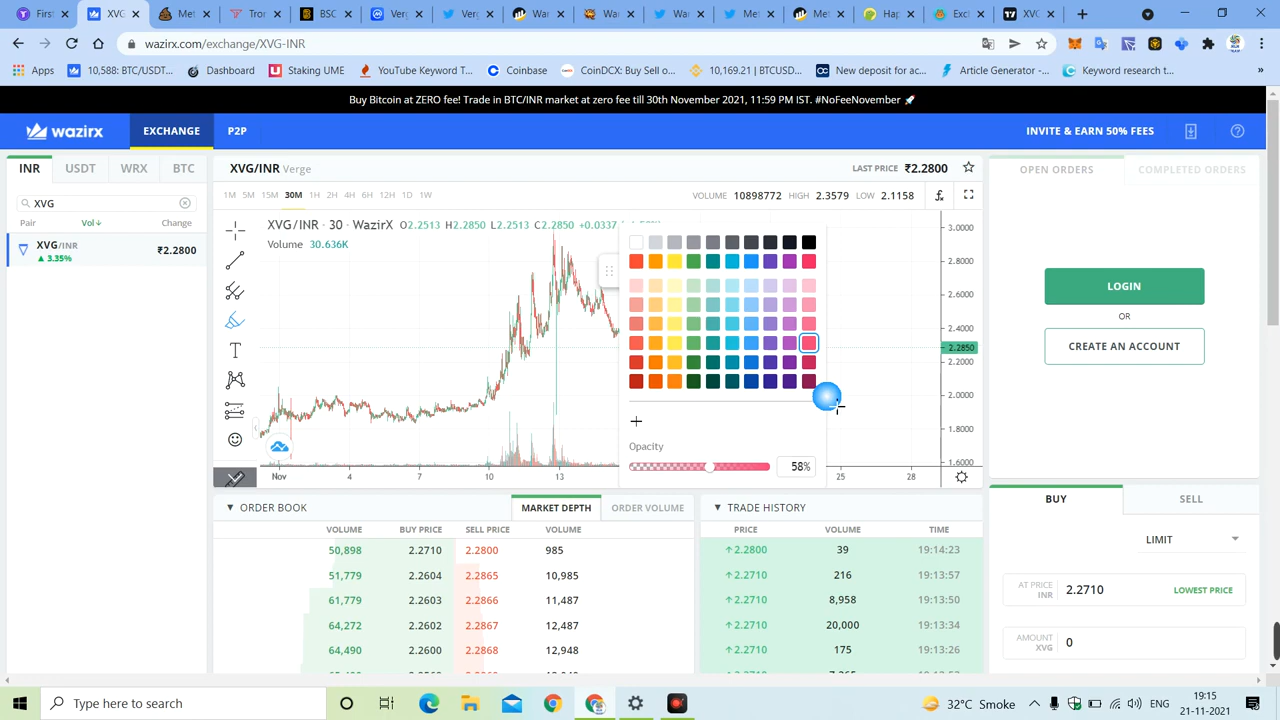 XVG
Met
BSC
Twitt
Met
Twitt
Twitt
Meli
Hap
Excl
wazirx.com/exchange/XVG-INR
Apps
10,588: BTC/USDT...
Dashboard
Staking UME
YouTube Keyword T...
Coinbase
CoinDCX: Buy Sel o...
10,169.21 | BTCUSD...
New deposit for ac...
Article Generator -...
Keyword research t...
Buy Bitcoin at ZERO fee! Trade in BTC/INR market at zero fee till 30th November 2021, 11:59 PM IST. #NoFeeNovember 🚀
wazirx
EXCHANGE
P2P
INVITE & EARN 50% FEES
INR
USDT
WRX
BTC
XVG
Pair
Vol↓
Change
XVG/INR
₹2.2800
▲ 3.35%
XVG/INR Verge
LAST PRICE ₹2.2800
1M 5M 15M 30M 1H 2H 4H 6H 12H 1D 1W
VOLUME 10898772 HIGH 2.3579 LOW 2.1158
XVG/INR · 30 · WazirX O2.2513 H2.2850 L2.2513 C2.2850 +0.0337
Volume 30.636K
3.0000
2.8000
2.6000
2.4000
2.2850
2.0000
1.8000
1.6000
Opacity
58%
Nov 4 7 10 13 25 28
OPEN ORDERS
COMPLETED ORDERS
LOGIN
OR
CREATE AN ACCOUNT
▼ ORDER BOOK
MARKET DEPTH
ORDER VOLUME
VOLUME BUY PRICE SELL PRICE VOLUME
50,898 2.2710 2.2800 985
51,779 2.2604 2.2865 10,985
61,779 2.2603 2.2866 11,487
64,272 2.2602 2.2867 12,487
64,490 2.2600 2.2868 12,948
▼ TRADE HISTORY
PRICE VOLUME TIME
↑2.2800 39 19:14:23
↑2.2710 216 19:13:57
↑2.2710 8,958 19:13:50
↑2.2710 20,000 19:13:34
↑2.2710 175 19:13:26
BUY
SELL
LIMIT
AT PRICE
INR
2.2710
LOWEST PRICE
AMOUNT
XVG
0
Type here to search
32°C Smoke
ENG
19:15
21-11-2021